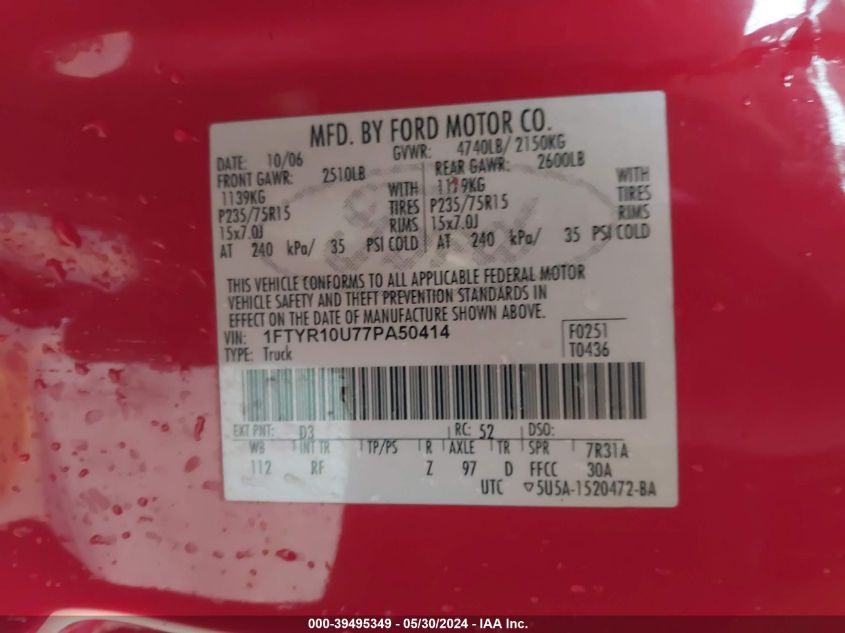 MFD. BY FORD MOTOR CO.
DATE: 10/06 GVWR: 4740LB/ 2150KG
FRONT GAWR: 2510LB REAR GAWR: 2600LB
1139KG WITH 1179KG WITH
P235/75R15 TIRES P235/75R15 TIRES
15x7.0J RIMS 15x7.0J RIMS
AT 240 kPa/ 35 PSI COLD AT 240 kPa/ 35 PSI COLD
THIS VEHICLE CONFORMS TO ALL APPLICABLE FEDERAL MOTOR
VEHICLE SAFETY AND THEFT PREVENTION STANDARDS IN
EFFECT ON THE DATE OF MANUFACTURE SHOWN ABOVE.
VIN: 1FTYR10U77PA50414 F0251
TYPE: Truck T0436
EXT PNT: D3 RC: 52 DSO:
WB INT TR TP/PS R AXLE TR SPR 7R31A
112 RF Z 97 D FFCC 30A
UTC ▽5U5A-1520472-BA
000-39495349 - 05/30/2024 - IAA Inc.